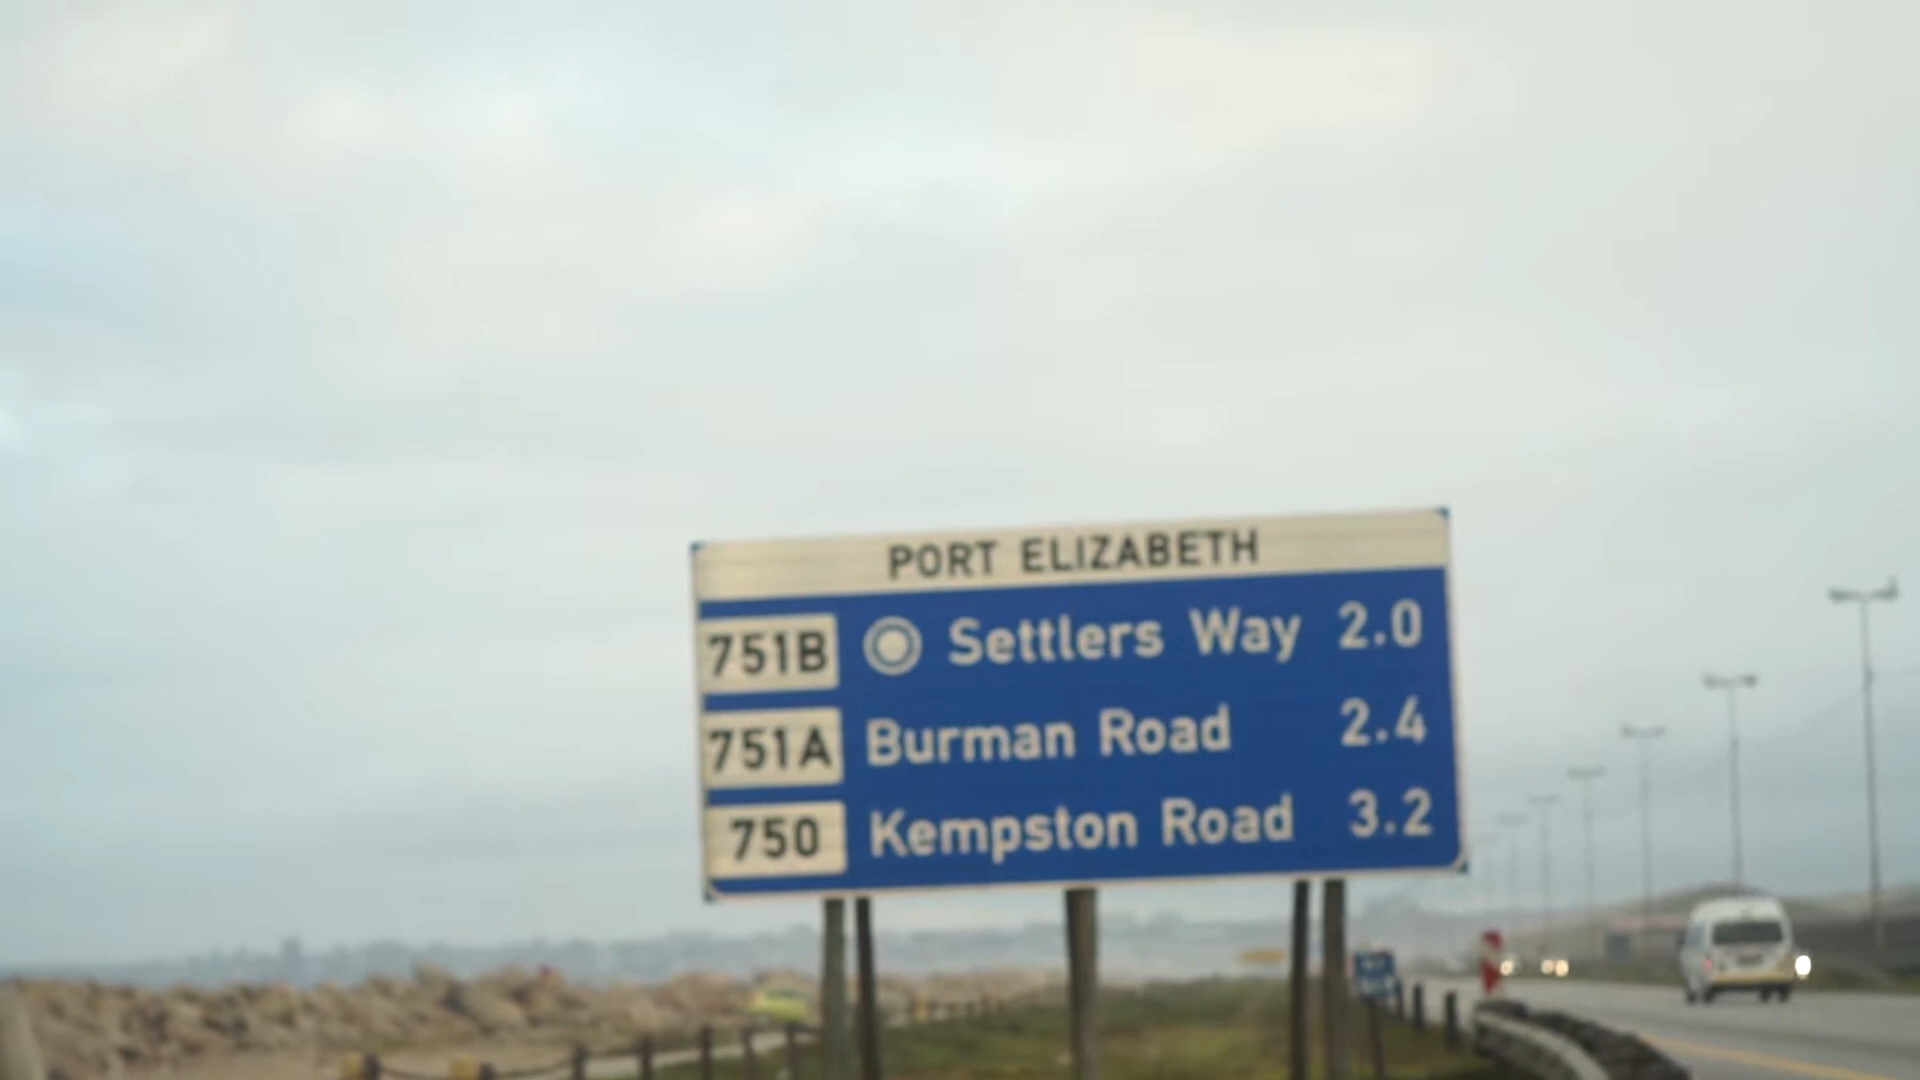 PORT ELIZABETH
751B Settlers Way 2.0
751A Burman Road 2.4
750 Kempston Road 3.2